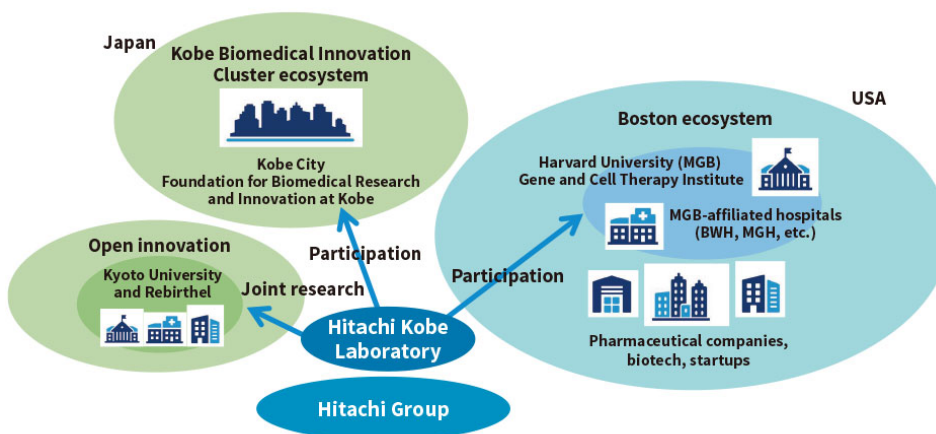 Japan
Kobe Biomedical Innovation
Cluster ecosystem
Kobe City
Foundation for Biomedical Research
and Innovation at Kobe
USA
Boston ecosystem
Harvard University (MGB)
Gene and Cell Therapy Institute
MGB-affiliated hospitals
(BWH, MGH, etc.)
Pharmaceutical companies,
biotech, startups
Open innovation
Kyoto University
and Rebirthel
Joint research
Participation
Participation
Hitachi Kobe
Laboratory
Hitachi Group